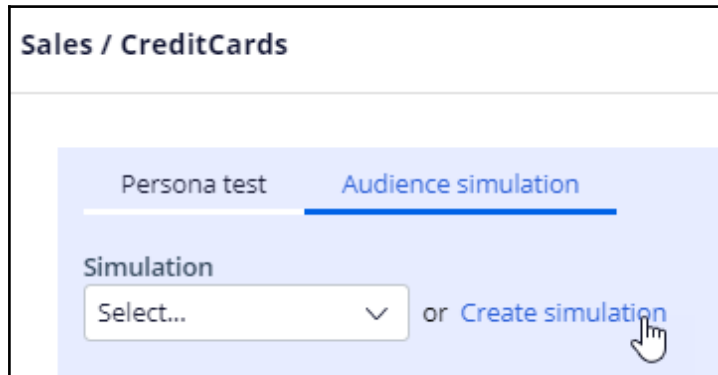 Sales / CreditCards
Persona test Audience simulation
Simulation
Select... or Create simulation